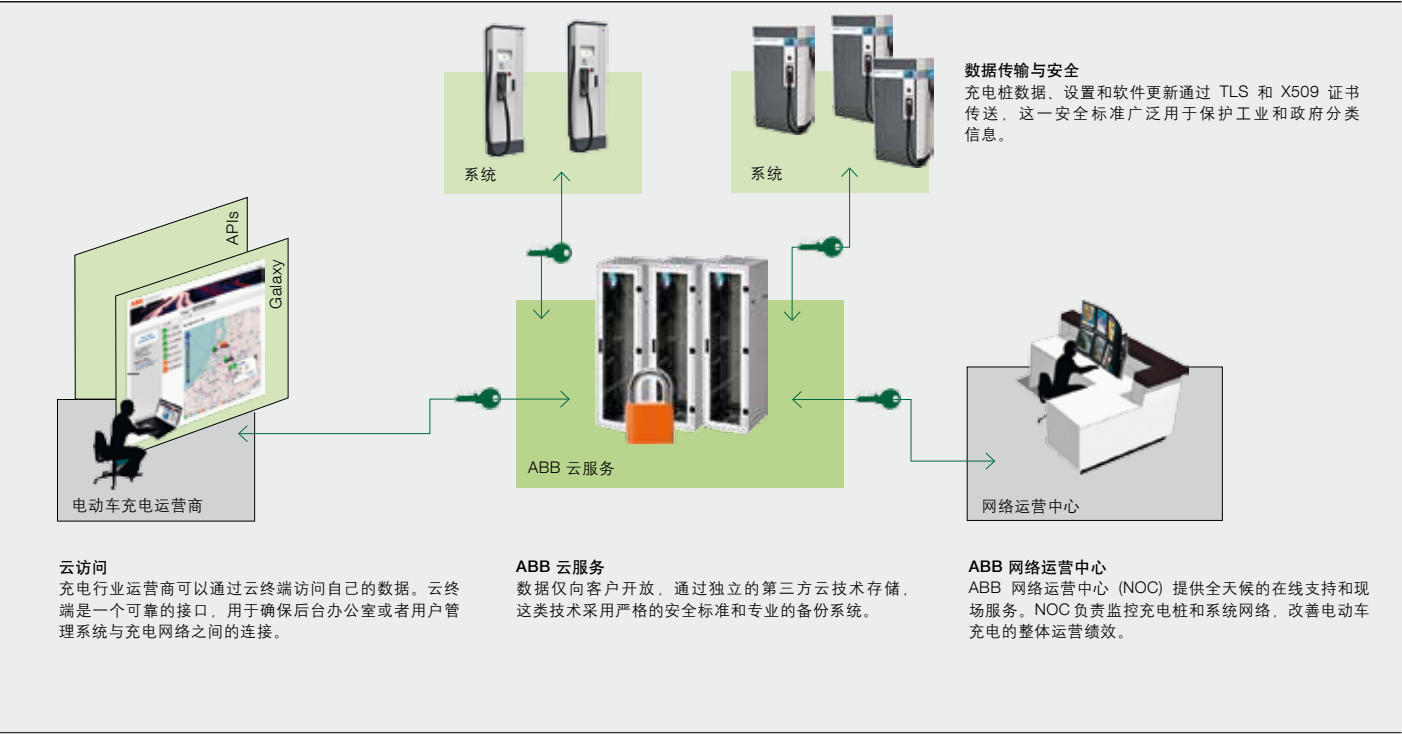 数据传输与安全
充电桩数据、设置和软件更新通过 TLS 和 X509 证书
传送，这一安全标准广泛用于保护工业和政府分类
信息。
系统
系统
APIs
Galaxy
ABB
ABB 云服务
电动车充电运营商
网络运营中心
云访问
充电行业运营商可以通过云终端访问自己的数据。云终
端是一个可靠的接口，用于确保后台办公室或者用户管
理系统与充电网络之间的连接。
ABB 云服务
数据仅向客户开放，通过独立的第三方云技术存储，
这类技术采用严格的安全标准和专业的备份系统。
ABB 网络运营中心
ABB 网络运营中心 (NOC) 提供全天候的在线支持和现
场服务。NOC 负责监控充电桩和系统网络，改善电动车
充电的整体运营绩效。